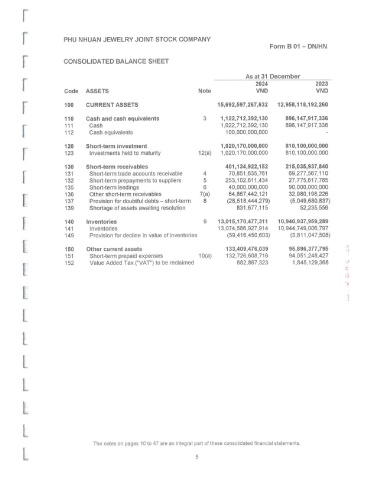 PHU NHUAN JEWELRY JOINT STOCK COMPANY
Form B 01 – DN/HN
CONSOLIDATED BALANCE SHEET
As at 31 December
2024 2023
Code ASSETS Note VND VND
100 CURRENT ASSETS 15,692,597,257,632 12,958,118,192,260
110 Cash and cash equivalents 3 1,122,712,392,130 896,147,917,336
111 Cash 1,022,712,392,130 896,147,917,336
112 Cash equivalents 100,000,000,000 -
120 Short-term investment 1,020,170,000,000 810,100,000,000
123 Investments held to maturity 12(a) 1,020,170,000,000 810,100,000,000
130 Short-term receivables 401,134,922,152 215,035,937,840
131 Short-term trade accounts receivable 4 70,851,635,761 69,277,567,110
132 Short-term prepayments to suppliers 5 253,102,611,434 27,775,617,785
135 Short-term lendings 6 40,000,000,000 90,000,000,000
136 Other short-term receivables 7(a) 64,867,442,121 32,980,198,226
137 Provision for doubtful debts – short-term 8 (28,518,444,279) (5,049,680,837)
139 Shortage of assets awaiting resolution 831,677,115 52,235,556
140 Inventories 9 13,015,170,477,311 10,940,937,959,289
141 Inventories 13,074,586,927,914 10,944,749,006,797
149 Provision for decline in value of inventories (59,416,450,603) (3,811,047,508)
150 Other current assets 133,409,476,039 95,896,377,795
151 Short-term prepaid expenses 10(a) 132,726,608,716 94,051,248,427
152 Value Added Tax ("VAT") to be reclaimed 682,867,323 1,845,129,368
The notes on pages 10 to 47 are an integral part of these consolidated financial statements.
5